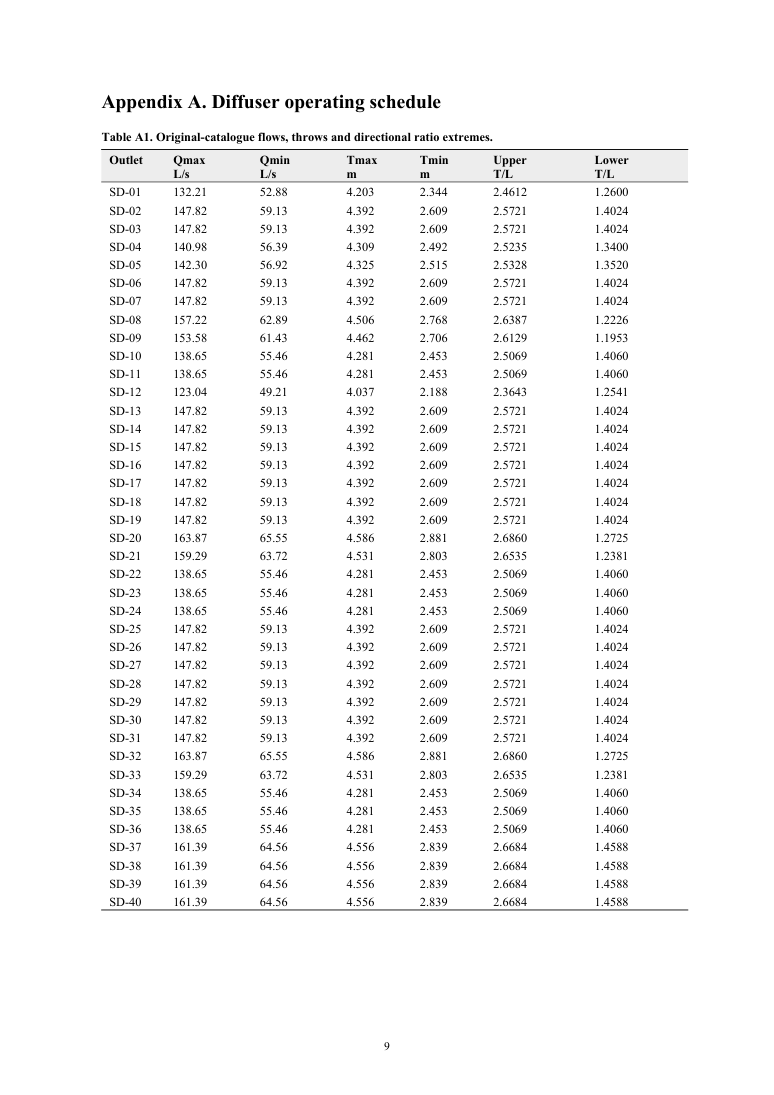 Appendix A. Diffuser operating schedule
Table A1. Original-catalogue flows, throws and directional ratio extremes.
Outlet Qmax Qmin Tmax Tmin Upper Lower
L/s L/s m m T/L T/L
SD-01 132.21 52.88 4.203 2.344 2.4612 1.2600
SD-02 147.82 59.13 4.392 2.609 2.5721 1.4024
SD-03 147.82 59.13 4.392 2.609 2.5721 1.4024
SD-04 140.98 56.39 4.309 2.492 2.5235 1.3400
SD-05 142.30 56.92 4.325 2.515 2.5328 1.3520
SD-06 147.82 59.13 4.392 2.609 2.5721 1.4024
SD-07 147.82 59.13 4.392 2.609 2.5721 1.4024
SD-08 157.22 62.89 4.506 2.768 2.6387 1.2226
SD-09 153.58 61.43 4.462 2.706 2.6129 1.1953
SD-10 138.65 55.46 4.281 2.453 2.5069 1.4060
SD-11 138.65 55.46 4.281 2.453 2.5069 1.4060
SD-12 123.04 49.21 4.037 2.188 2.3643 1.2541
SD-13 147.82 59.13 4.392 2.609 2.5721 1.4024
SD-14 147.82 59.13 4.392 2.609 2.5721 1.4024
SD-15 147.82 59.13 4.392 2.609 2.5721 1.4024
SD-16 147.82 59.13 4.392 2.609 2.5721 1.4024
SD-17 147.82 59.13 4.392 2.609 2.5721 1.4024
SD-18 147.82 59.13 4.392 2.609 2.5721 1.4024
SD-19 147.82 59.13 4.392 2.609 2.5721 1.4024
SD-20 163.87 65.55 4.586 2.881 2.6860 1.2725
SD-21 159.29 63.72 4.531 2.803 2.6535 1.2381
SD-22 138.65 55.46 4.281 2.453 2.5069 1.4060
SD-23 138.65 55.46 4.281 2.453 2.5069 1.4060
SD-24 138.65 55.46 4.281 2.453 2.5069 1.4060
SD-25 147.82 59.13 4.392 2.609 2.5721 1.4024
SD-26 147.82 59.13 4.392 2.609 2.5721 1.4024
SD-27 147.82 59.13 4.392 2.609 2.5721 1.4024
SD-28 147.82 59.13 4.392 2.609 2.5721 1.4024
SD-29 147.82 59.13 4.392 2.609 2.5721 1.4024
SD-30 147.82 59.13 4.392 2.609 2.5721 1.4024
SD-31 147.82 59.13 4.392 2.609 2.5721 1.4024
SD-32 163.87 65.55 4.586 2.881 2.6860 1.2725
SD-33 159.29 63.72 4.531 2.803 2.6535 1.2381
SD-34 138.65 55.46 4.281 2.453 2.5069 1.4060
SD-35 138.65 55.46 4.281 2.453 2.5069 1.4060
SD-36 138.65 55.46 4.281 2.453 2.5069 1.4060
SD-37 161.39 64.56 4.556 2.839 2.6684 1.4588
SD-38 161.39 64.56 4.556 2.839 2.6684 1.4588
SD-39 161.39 64.56 4.556 2.839 2.6684 1.4588
SD-40 161.39 64.56 4.556 2.839 2.6684 1.4588
9